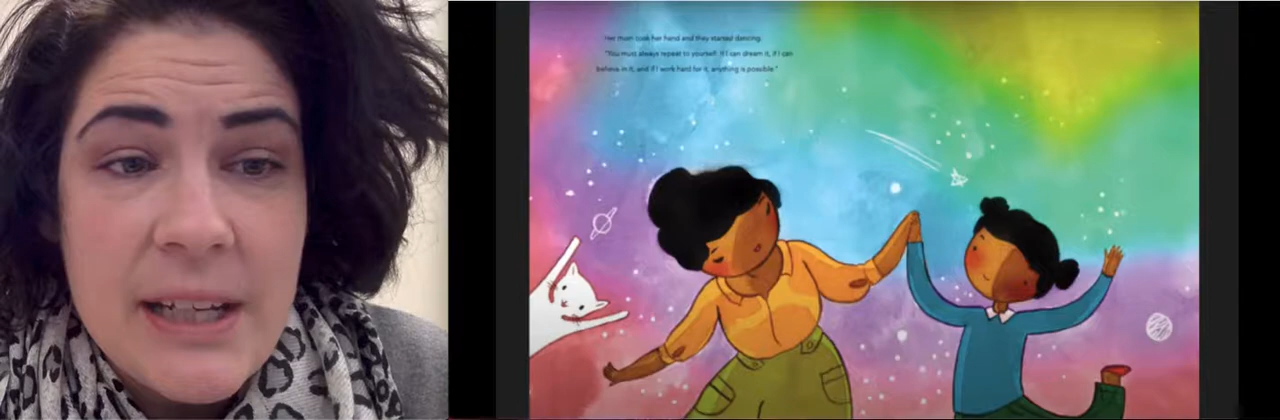 Her mum took her hand and they started dancing.
"You must always repeat to yourself: If I can dream it, if I can
believe in it, and if I work hard for it, anything is possible."